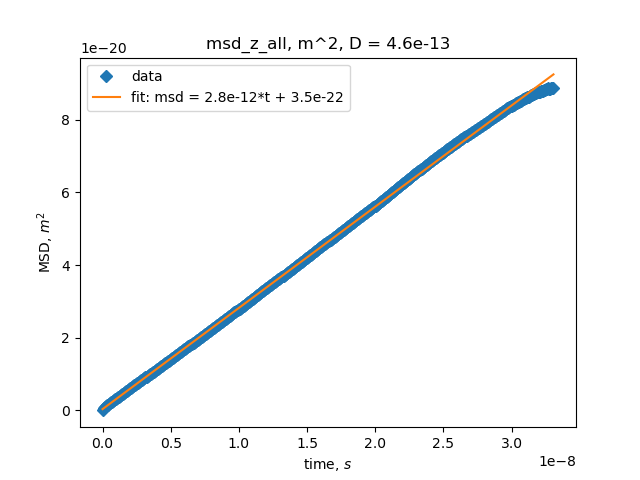 msd_z_all, m^2, D = 4.6e-13
1e−20
data
fit: msd = 2.8e-12*t + 3.5e-22
8
6
4
2
0
MSD, m²
0.0 0.5 1.0 1.5 2.0 2.5 3.0
1e−8
time, s